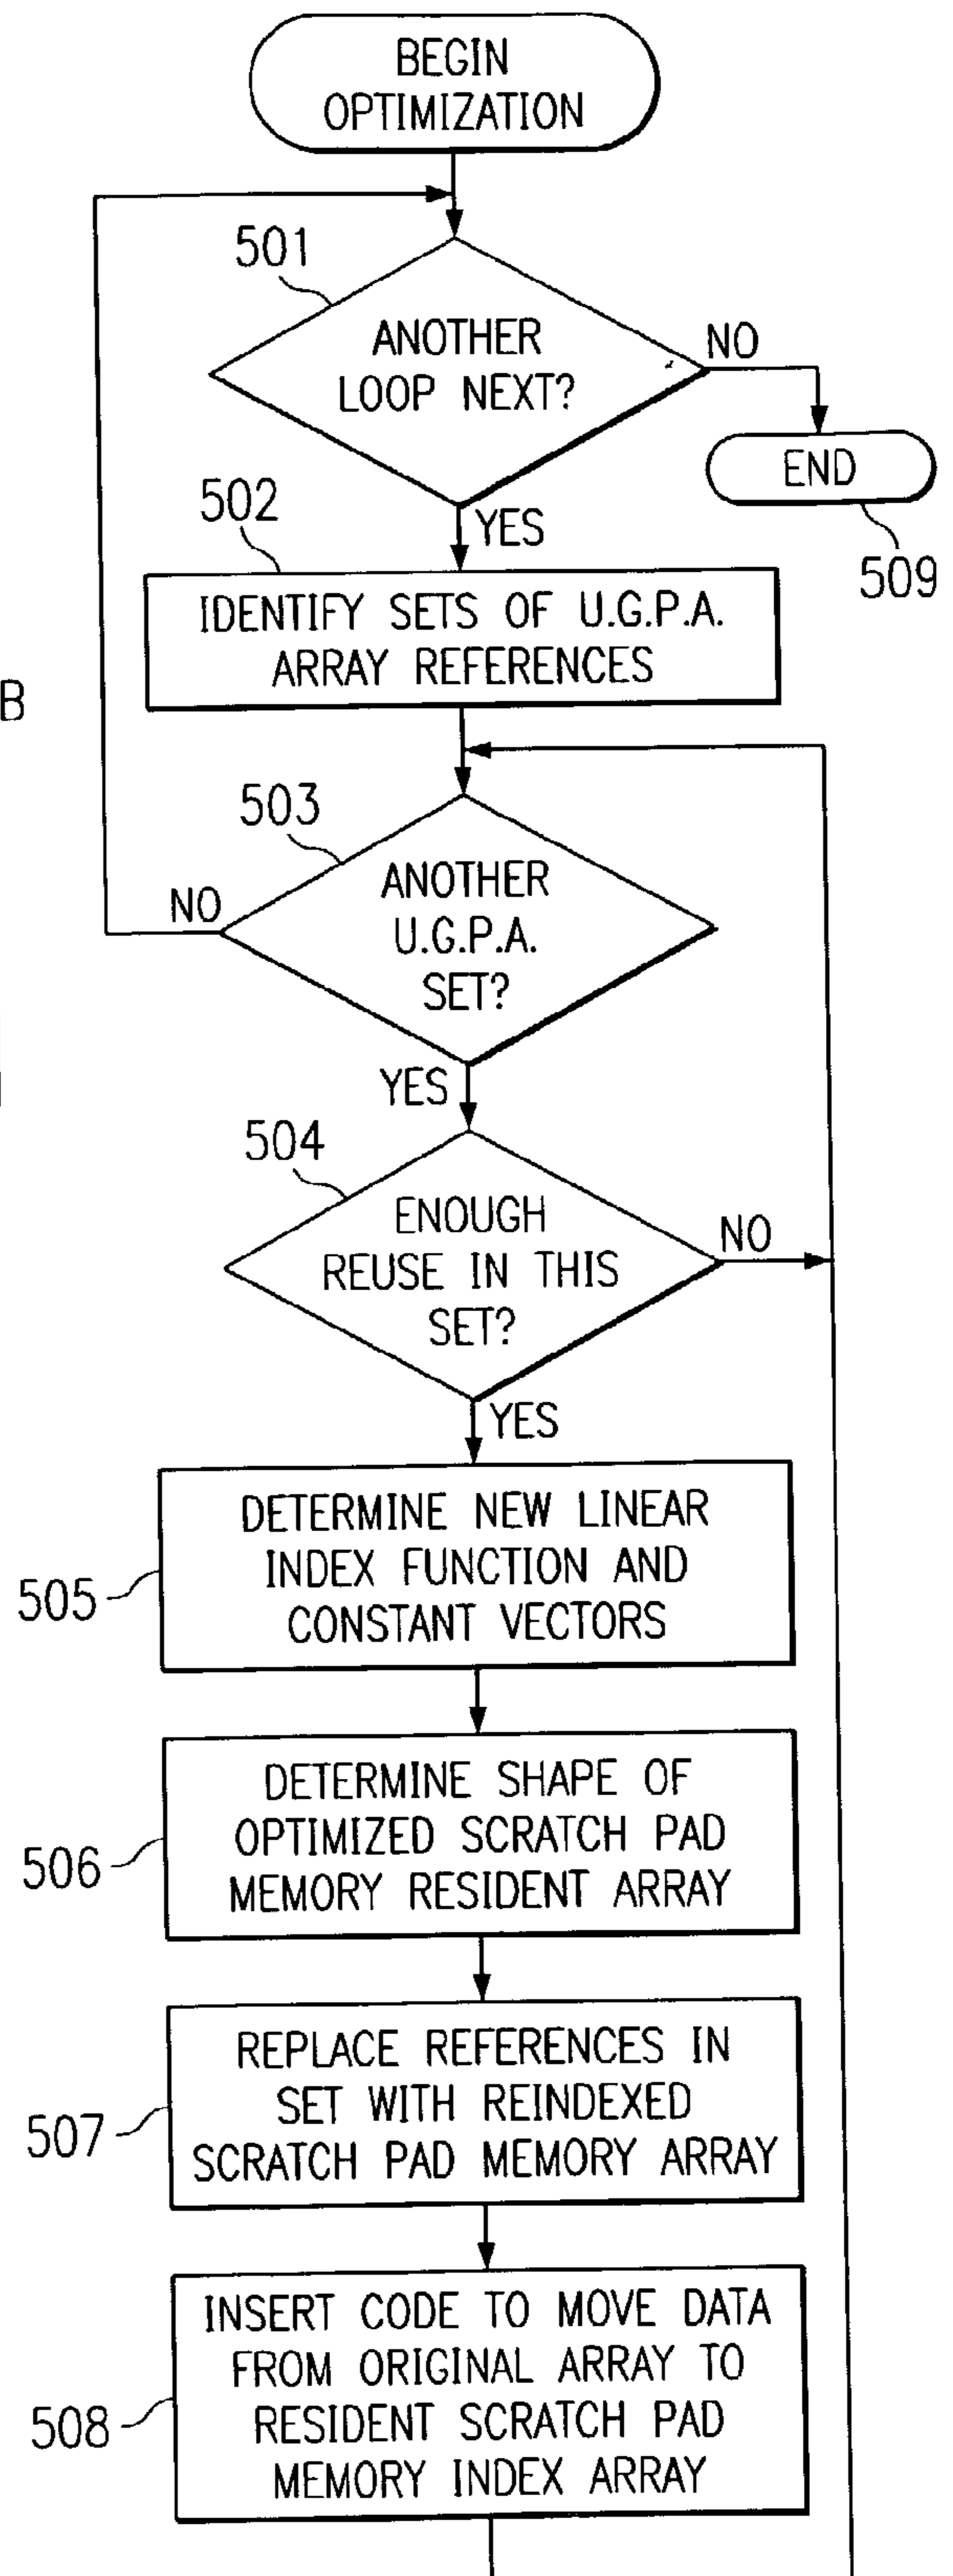 BEGIN
OPTIMIZATION
501
ANOTHER
LOOP NEXT?
NO
END
509
YES
502
IDENTIFY SETS OF U.G.P.A.
ARRAY REFERENCES
B
503
ANOTHER
U.G.P.A.
SET?
NO
YES
504
ENOUGH
REUSE IN THIS
SET?
NO
YES
505
DETERMINE NEW LINEAR
INDEX FUNCTION AND
CONSTANT VECTORS
506
DETERMINE SHAPE OF
OPTIMIZED SCRATCH PAD
MEMORY RESIDENT ARRAY
507
REPLACE REFERENCES IN
SET WITH REINDEXED
SCRATCH PAD MEMORY ARRAY
508
INSERT CODE TO MOVE DATA
FROM ORIGINAL ARRAY TO
RESIDENT SCRATCH PAD
MEMORY INDEX ARRAY